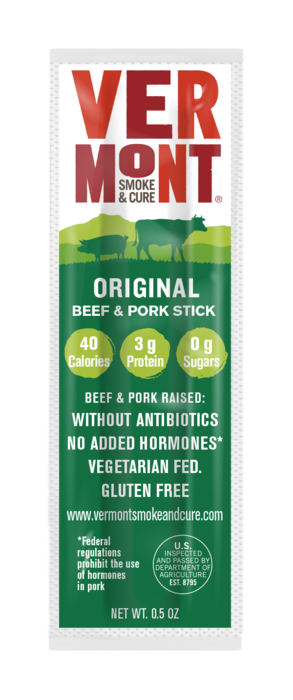 VER
MONT
SMOKE
& CURE
®
ORIGINAL
BEEF & PORK STICK
40 Calories
3 g Protein
0 g Sugars
BEEF & PORK RAISED:
WITHOUT ANTIBIOTICS
NO ADDED HORMONES*
VEGETARIAN FED.
GLUTEN FREE
www.vermontsmokeandcure.com
*Federal
regulations
prohibit the use
of hormones
in pork
U.S.
INSPECTED
AND PASSED BY
DEPARTMENT OF
AGRICULTURE
EST. 8795
NET WT. 0.5 OZ